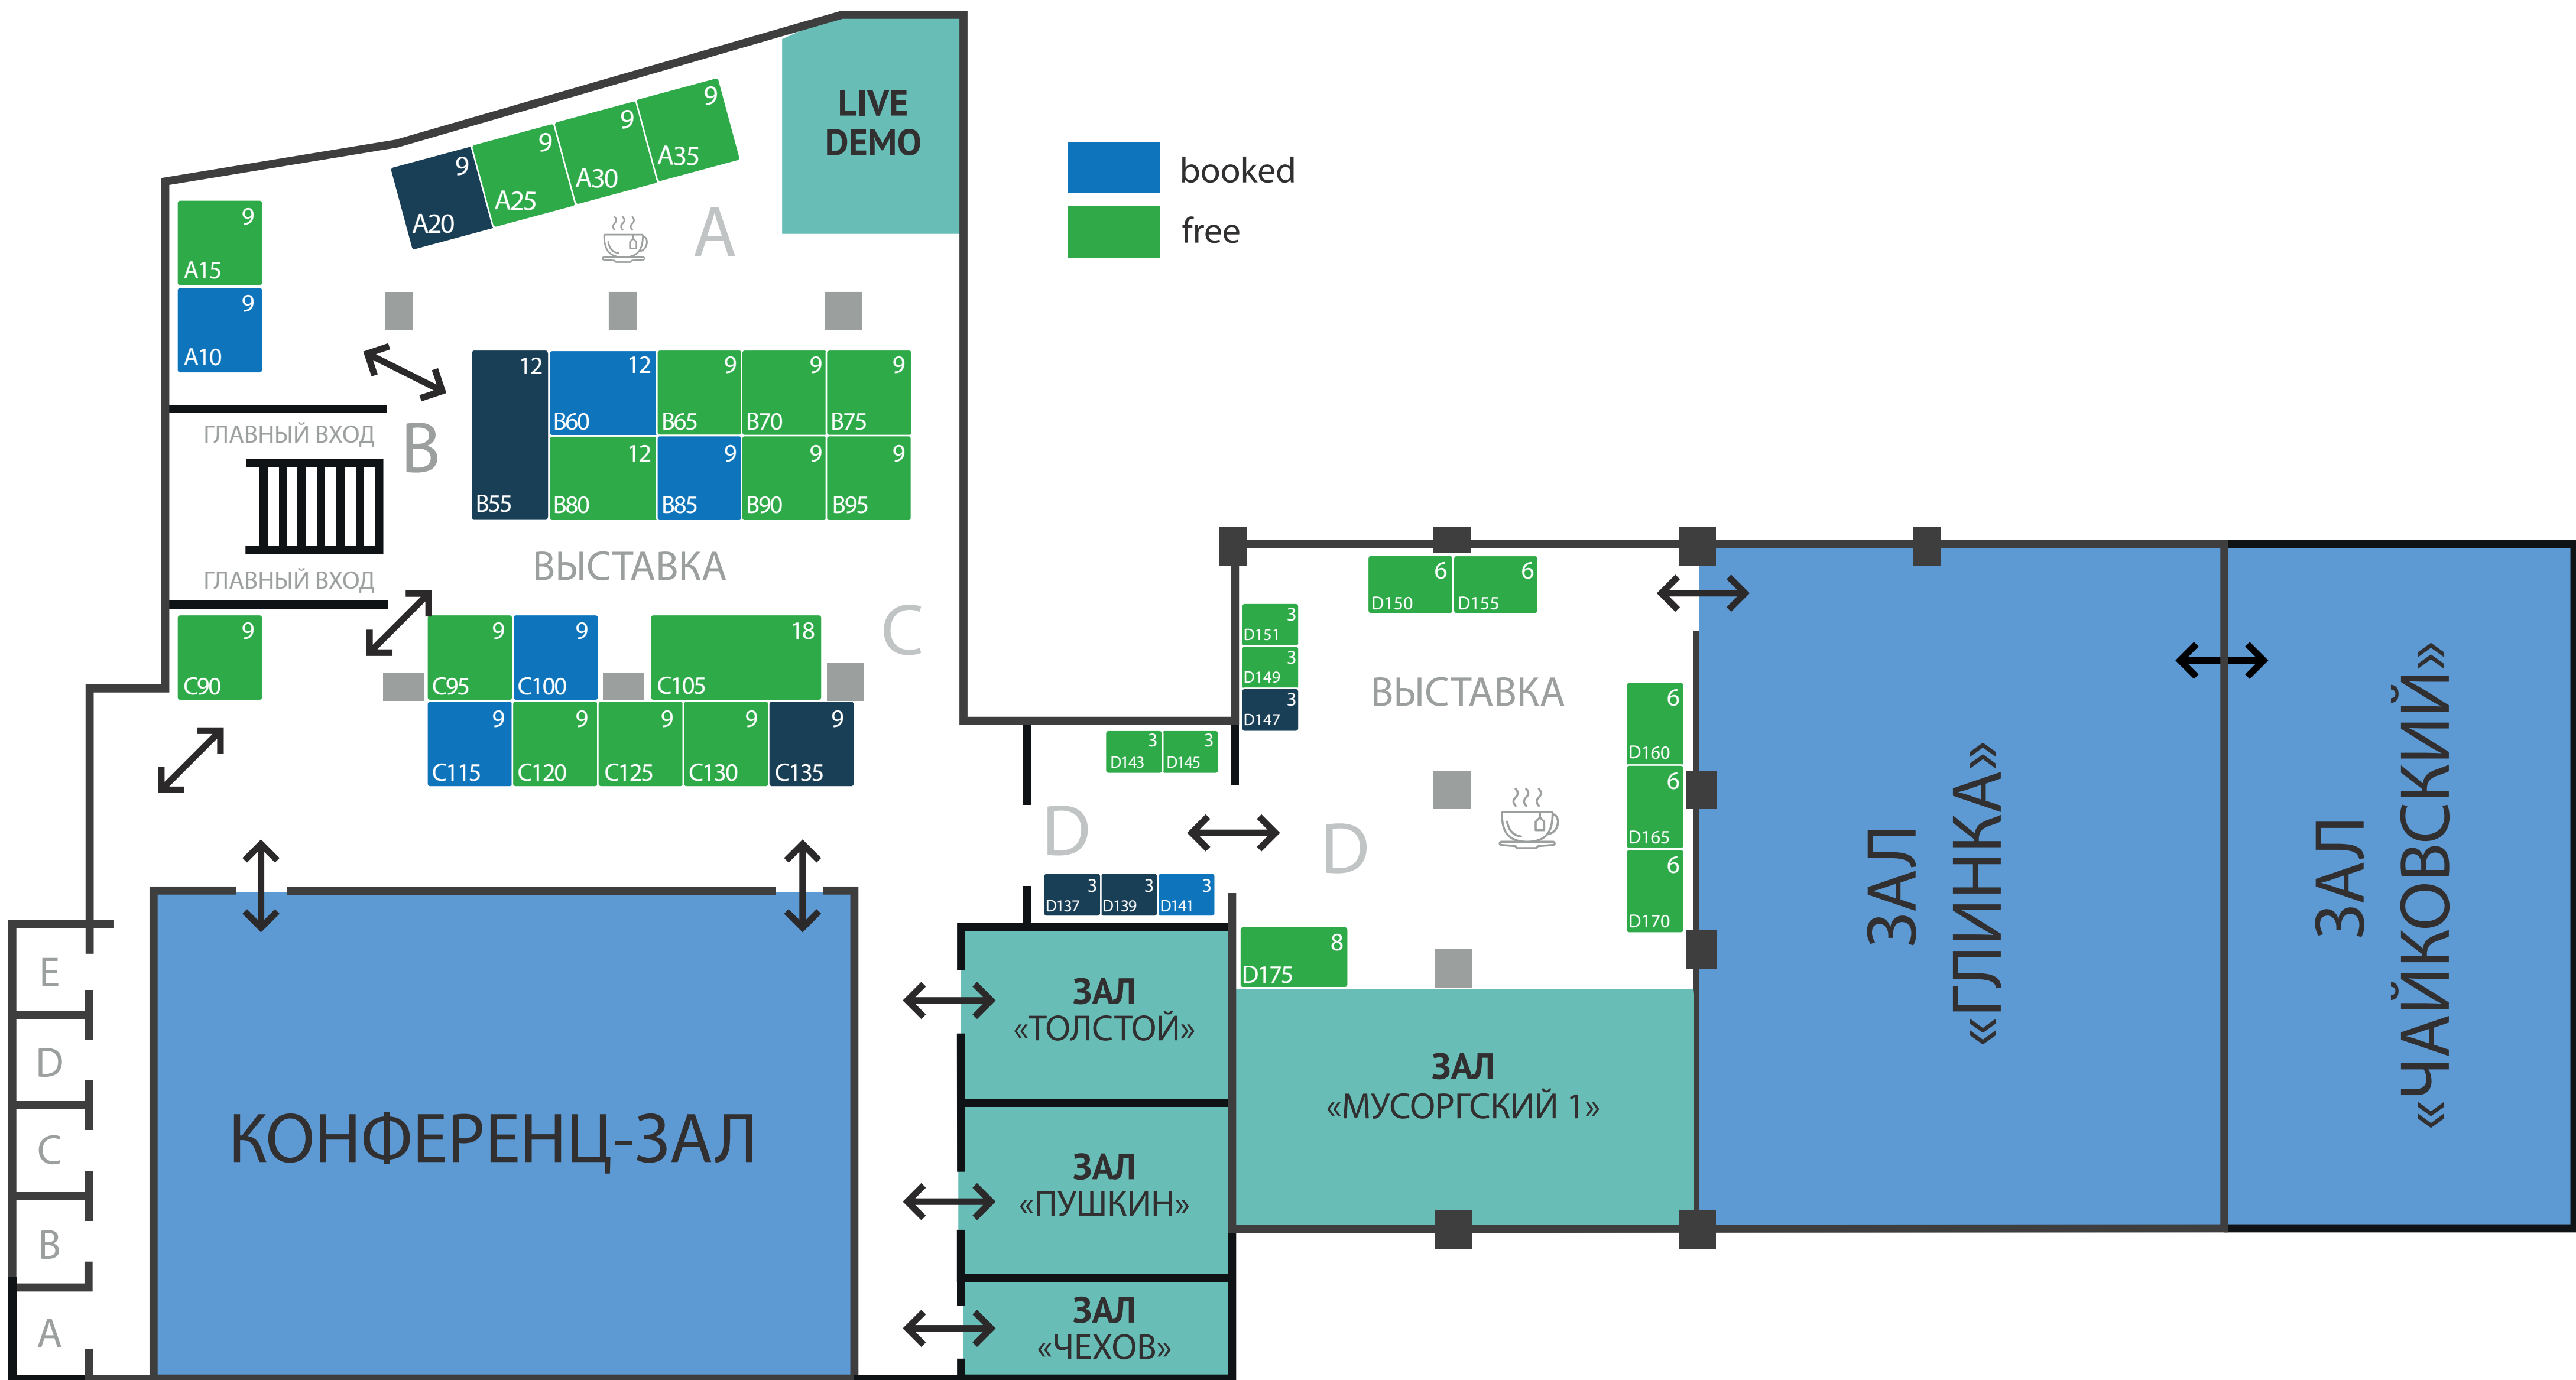 LIVE
DEMO
booked
free
9
A35
9
A30
9
A25
9
A20
A
9
A15
9
A10
12
B55
12
B60
9
B65
9
B70
9
B75
12
B80
9
B85
9
B90
9
B95
ГЛАВНЫЙ ВХОД
B
ГЛАВНЫЙ ВХОД
ВЫСТАВКА
C
9
C90
9
C95
9
C100
18
C105
9
C115
9
C120
9
C125
9
C130
9
C135
6
D150
6
D155
3
D151
3
D149
3
D147
ВЫСТАВКА
3
D143
3
D145
D
D
6
D160
6
D165
6
D170
3
D137
3
D139
3
D141
8
D175
E
D
C
B
A
КОНФЕРЕНЦ-ЗАЛ
ЗАЛ
«ТОЛСТОЙ»
ЗАЛ
«ПУШКИН»
ЗАЛ
«ЧЕХОВ»
ЗАЛ
«МУСОРГСКИЙ 1»
ЗАЛ
«ГЛИНКА»
ЗАЛ
«ЧАЙКОВСКИЙ»